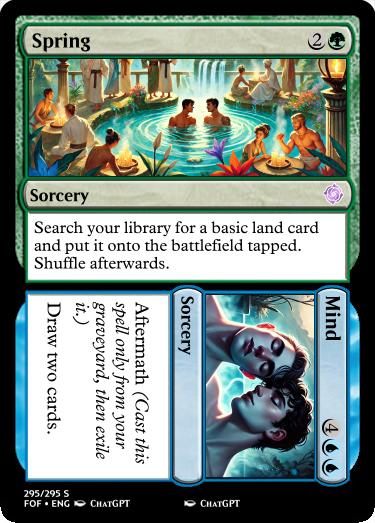 Spring 2
Sorcery
Search your library for a basic land card
and put it onto the battlefield tapped.
Shuffle afterwards.
Mind 4
Sorcery
Aftermath (Cast this
spell only from your
graveyard, then exile
it.)
Draw two cards.
295/295 S
FOF • ENG ChatGPT ChatGPT